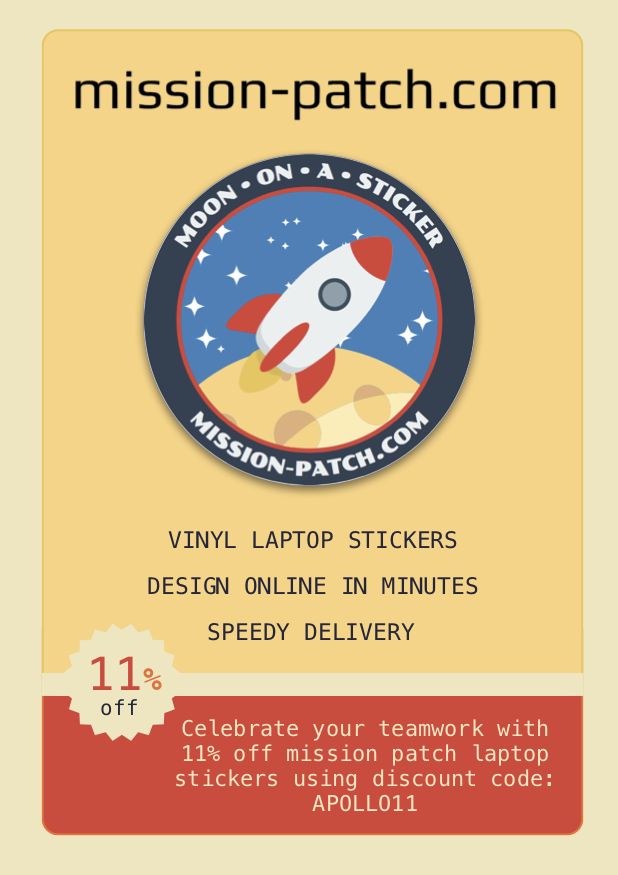 mission-patch.com
MOON • ON • A • STICKER
MISSION-PATCH.COM
VINYL LAPTOP STICKERS
DESIGN ONLINE IN MINUTES
SPEEDY DELIVERY
11%
off
Celebrate your teamwork with
11% off mission patch laptop
stickers using discount code:
APOLLO11